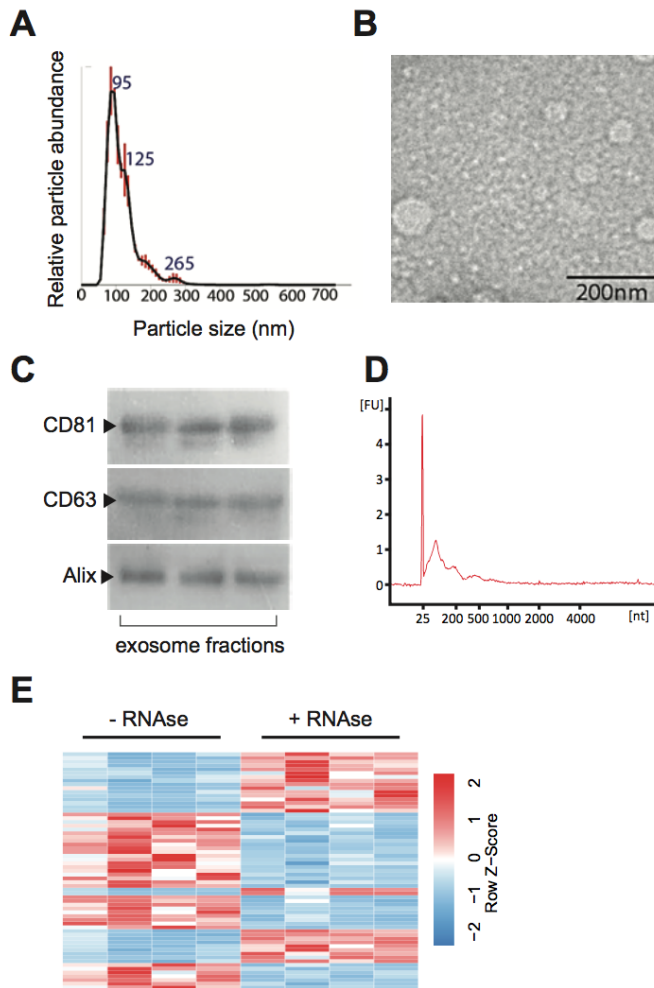 A
Relative particle abundance
95
125
265
0 100 200 300 400 500 600 700
Particle size (nm)
B
200nm
C
CD81
CD63
Alix
exosome fractions
D
[FU]
4
3
2
1
0
25 200 500 1000 2000 4000 [nt]
E
- RNAse + RNAse
2
1
0
−1
−2
Row Z−Score